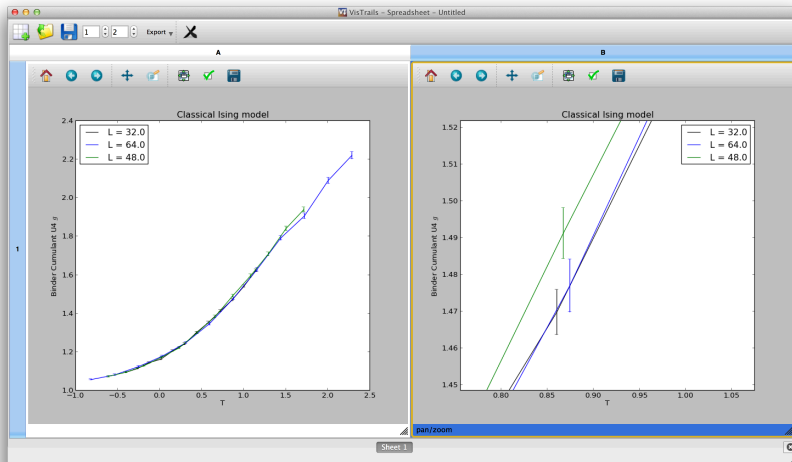 VisTrails - Spreadsheet - Untitled
1 2 Export
A B
1
Classical Ising model
L = 32.0
L = 64.0
L = 48.0
2.4
2.2
2.0
1.8
1.6
1.4
1.2
1.0
Binder Cumulant U4 g
-1.0 -0.5 0.0 0.5 1.0 1.5 2.0 2.5
T
Classical Ising model
L = 32.0
L = 64.0
L = 48.0
1.52
1.51
1.50
1.49
1.48
1.47
1.46
1.45
Binder Cumulant U4 g
0.80 0.85 0.90 0.95 1.00 1.05
T
pan/zoom
Sheet 1